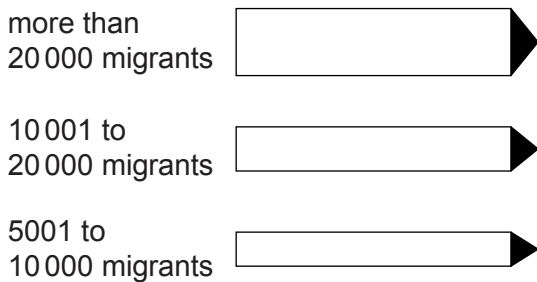 more than
20 000 migrants
10 001 to
20 000 migrants
5001 to
10 000 migrants